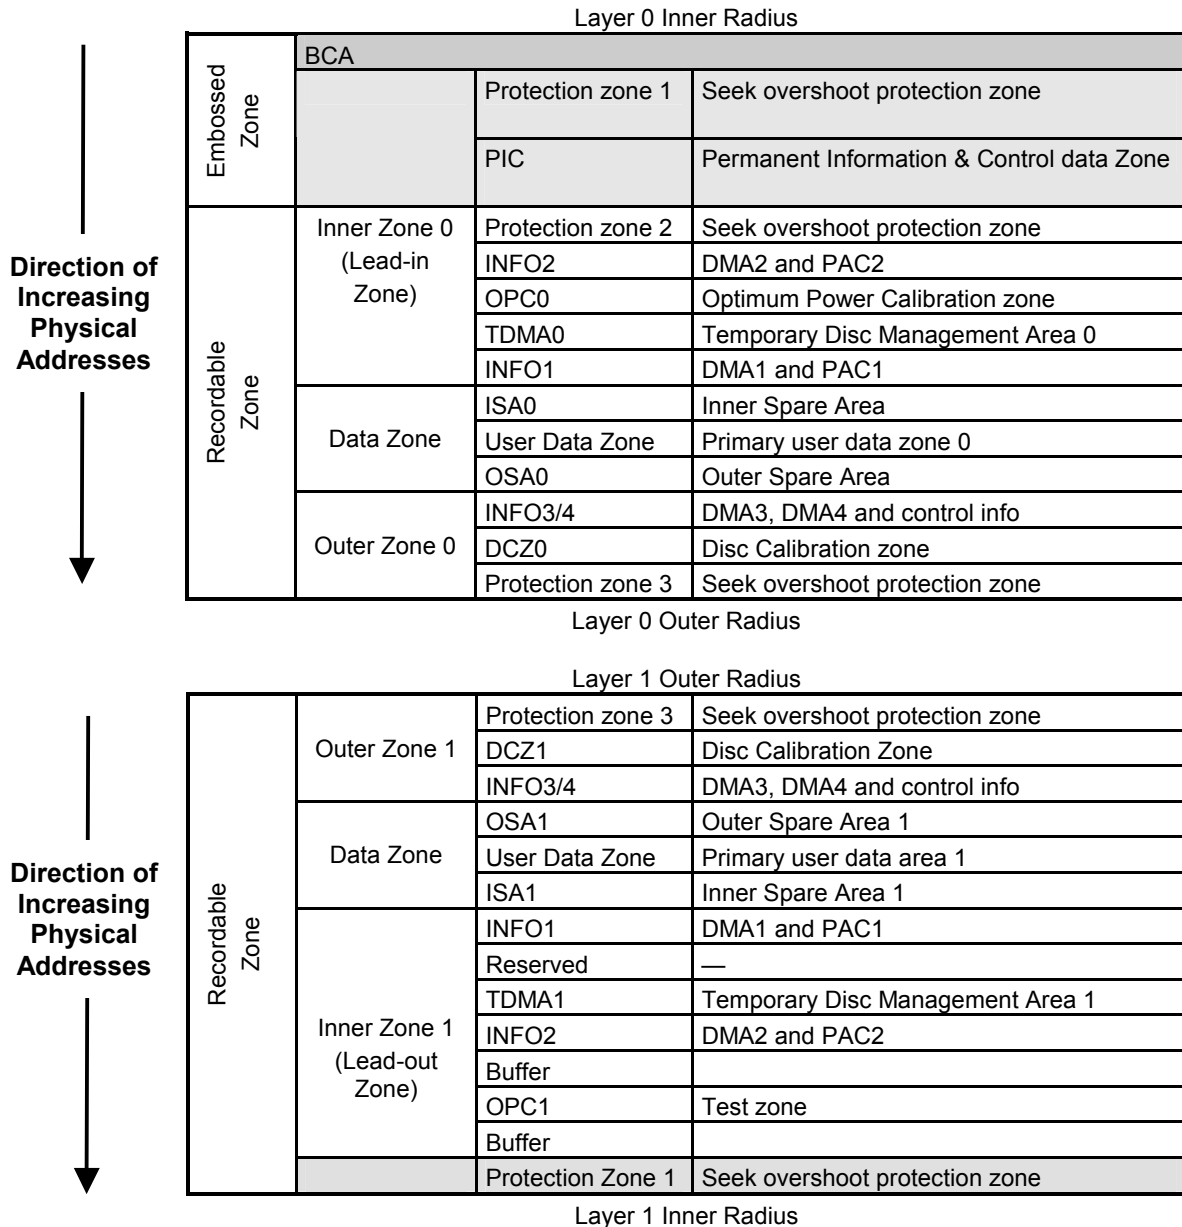 Layer 0 Inner Radius
Embossed
Zone
BCA
Protection zone 1 Seek overshoot protection zone
PIC Permanent Information & Control data Zone
Direction of
Increasing
Physical
Addresses
Recordable
Zone
Inner Zone 0
(Lead-in
Zone)
Protection zone 2 Seek overshoot protection zone
INFO2 DMA2 and PAC2
OPC0 Optimum Power Calibration zone
TDMA0 Temporary Disc Management Area 0
INFO1 DMA1 and PAC1
Data Zone
ISA0 Inner Spare Area
User Data Zone Primary user data zone 0
OSA0 Outer Spare Area
Outer Zone 0
INFO3/4 DMA3, DMA4 and control info
DCZ0 Disc Calibration zone
Protection zone 3 Seek overshoot protection zone
Layer 0 Outer Radius
Layer 1 Outer Radius
Direction of
Increasing
Physical
Addresses
Recordable
Zone
Outer Zone 1
Protection zone 3 Seek overshoot protection zone
DCZ1 Disc Calibration Zone
INFO3/4 DMA3, DMA4 and control info
Data Zone
OSA1 Outer Spare Area 1
User Data Zone Primary user data area 1
ISA1 Inner Spare Area 1
Inner Zone 1
(Lead-out
Zone)
INFO1 DMA1 and PAC1
Reserved —
TDMA1 Temporary Disc Management Area 1
INFO2 DMA2 and PAC2
Buffer
OPC1 Test zone
Buffer
Protection Zone 1 Seek overshoot protection zone
Layer 1 Inner Radius